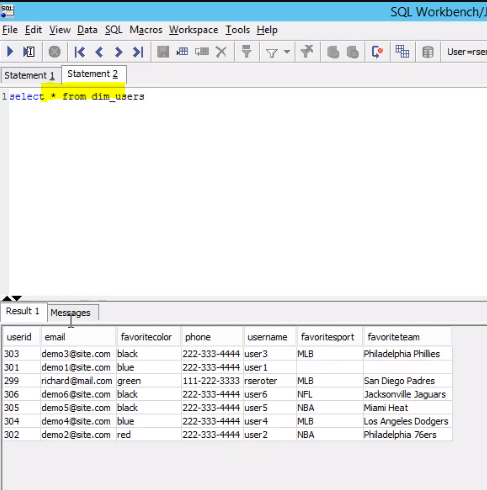 SQL Workbench/J
File Edit View Data SQL Macros Workspace Tools Help
User=rser
Statement 1 Statement 2
1 select * from dim_users
Result 1 Messages
userid email favoritecolor phone username favoritesport favoriteteam
303 demo3@site.com black 222-333-4444 user3 MLB Philadelphia Phillies
301 demo1@site.com blue 222-333-4444 user1
299 richard@mail.com green 111-222-3333 rseroter MLB San Diego Padres
306 demo6@site.com black 222-333-4444 user6 NFL Jacksonville Jaguars
305 demo5@site.com black 222-333-4444 user5 NBA Miami Heat
304 demo4@site.com blue 222-333-4444 user4 MLB Los Angeles Dodgers
302 demo2@site.com red 222-333-4444 user2 NBA Philadelphia 76ers